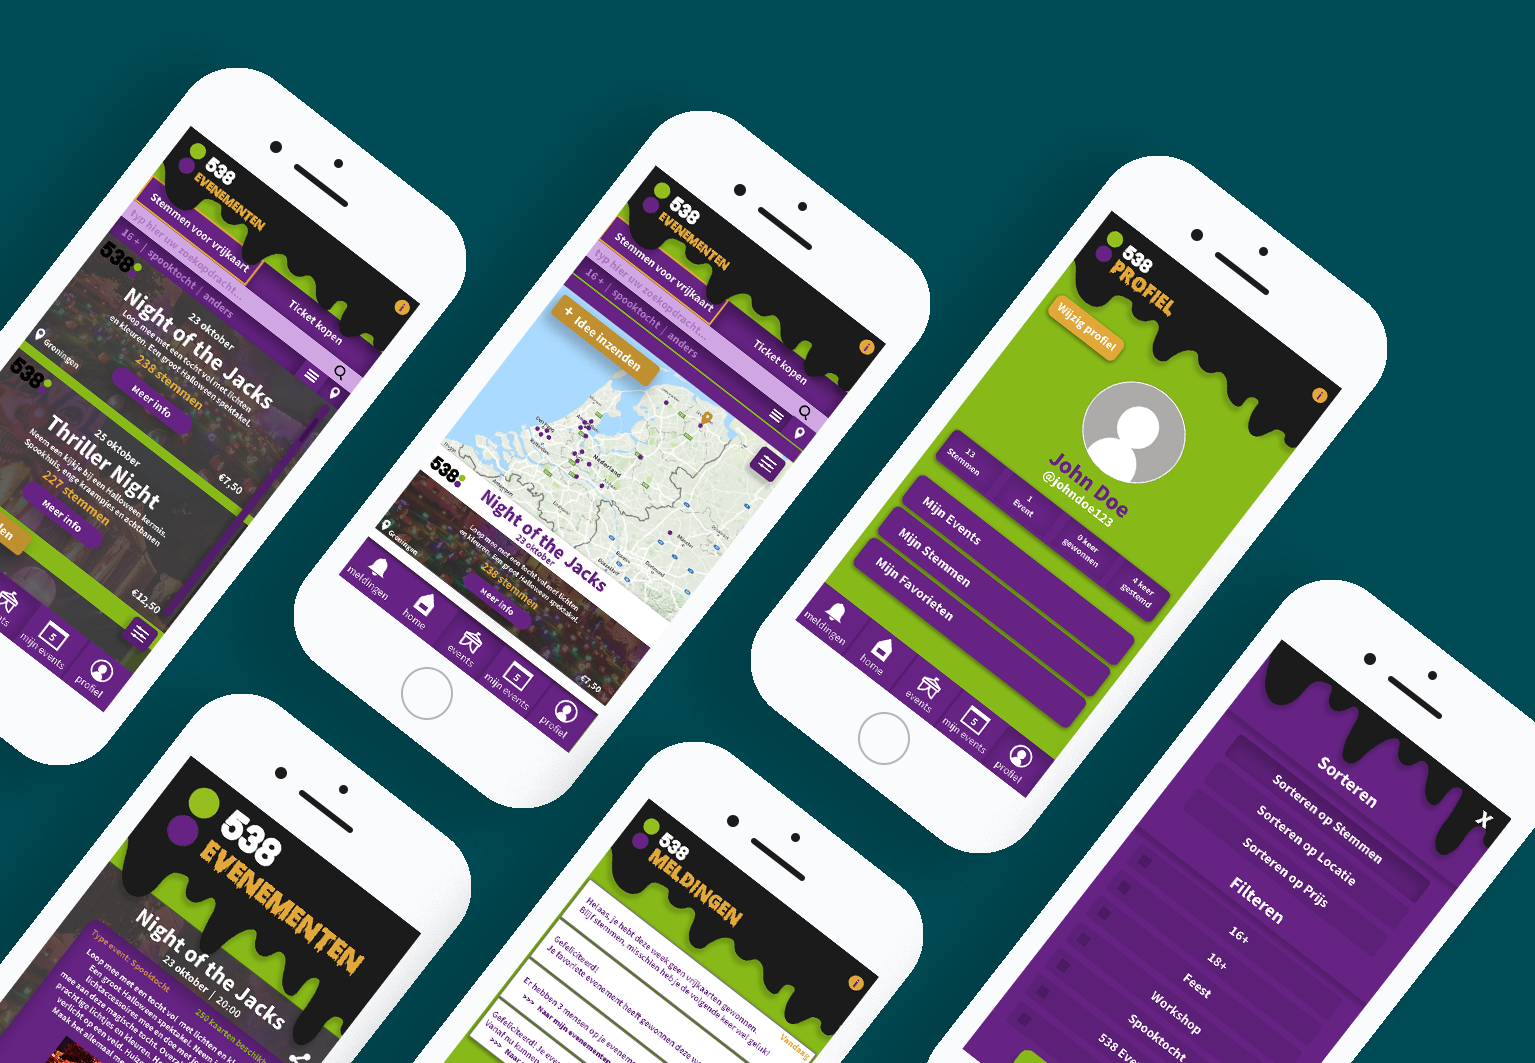 538
EVENEMENTEN
Stemmen voor vrijkaart
Ticket kopen
typ hier uw zoekopdracht...
16 + | spooktocht | anders
538
23 oktober
Night of the Jacks
Loop mee met een tocht vol met lichten
en kleuren. Een groot Halloween spektakel.
238 stemmen
Meer info
Groningen
€7,50
538
25 oktober
Thriller Night
Neem een kijkje bij een Halloween kermis.
Spookhuis, enge kraampjes en achtbanen
227 stemmen
Meer info
€12,50
mijn events
5
profiel
538
EVENEMENTEN
Stemmen voor vrijkaart
Ticket kopen
typ hier uw zoekopdracht...
16 + | spooktocht | anders
+ Idee inzenden
Nederland
538
Night of the Jacks
23 oktober
Loop mee met een tocht vol met lichten
en kleuren. Een groot Halloween spektakel.
238 stemmen
Meer info
Groningen
€7,50
meldingen
home
events
5
mijn events
profiel
538
PROFIEL
i
Wijzig profiel
John Doe
@johndoe123
13
Stemmen
1
Event
0 keer
gewonnen
4 keer
gestemd
Mijn Events
Mijn Stemmen
Mijn Favorieten
meldingen
home
events
5
mijn events
profiel
538
EVENEMENTEN
Night of the Jacks
23 oktober | 20:00
Type event: Spooktocht
250 kaarten
Loop mee met een tocht vol met lichten en
Een groot Halloween spektakel. Neem
538
MELDINGEN
i
Vandaag
Helaas, je hebt deze week geen vrijkaarten gewonnen.
Blijf stemmen, misschien heb je de volgende keer wel geluk!
Gefeliciteerd!
Je favoriete evenement heeft gewonnen deze
Er hebben 3 mensen op je
>>> Naar mijn evenementen
Gefeliciteerd! Je
Vanaf nu kunnen
>>>
X
Sorteren
Sorteren op Stemmen
Sorteren op Locatie
Sorteren op Prijs
Filteren
16+
18+
Feest
Workshop
Spooktocht
538